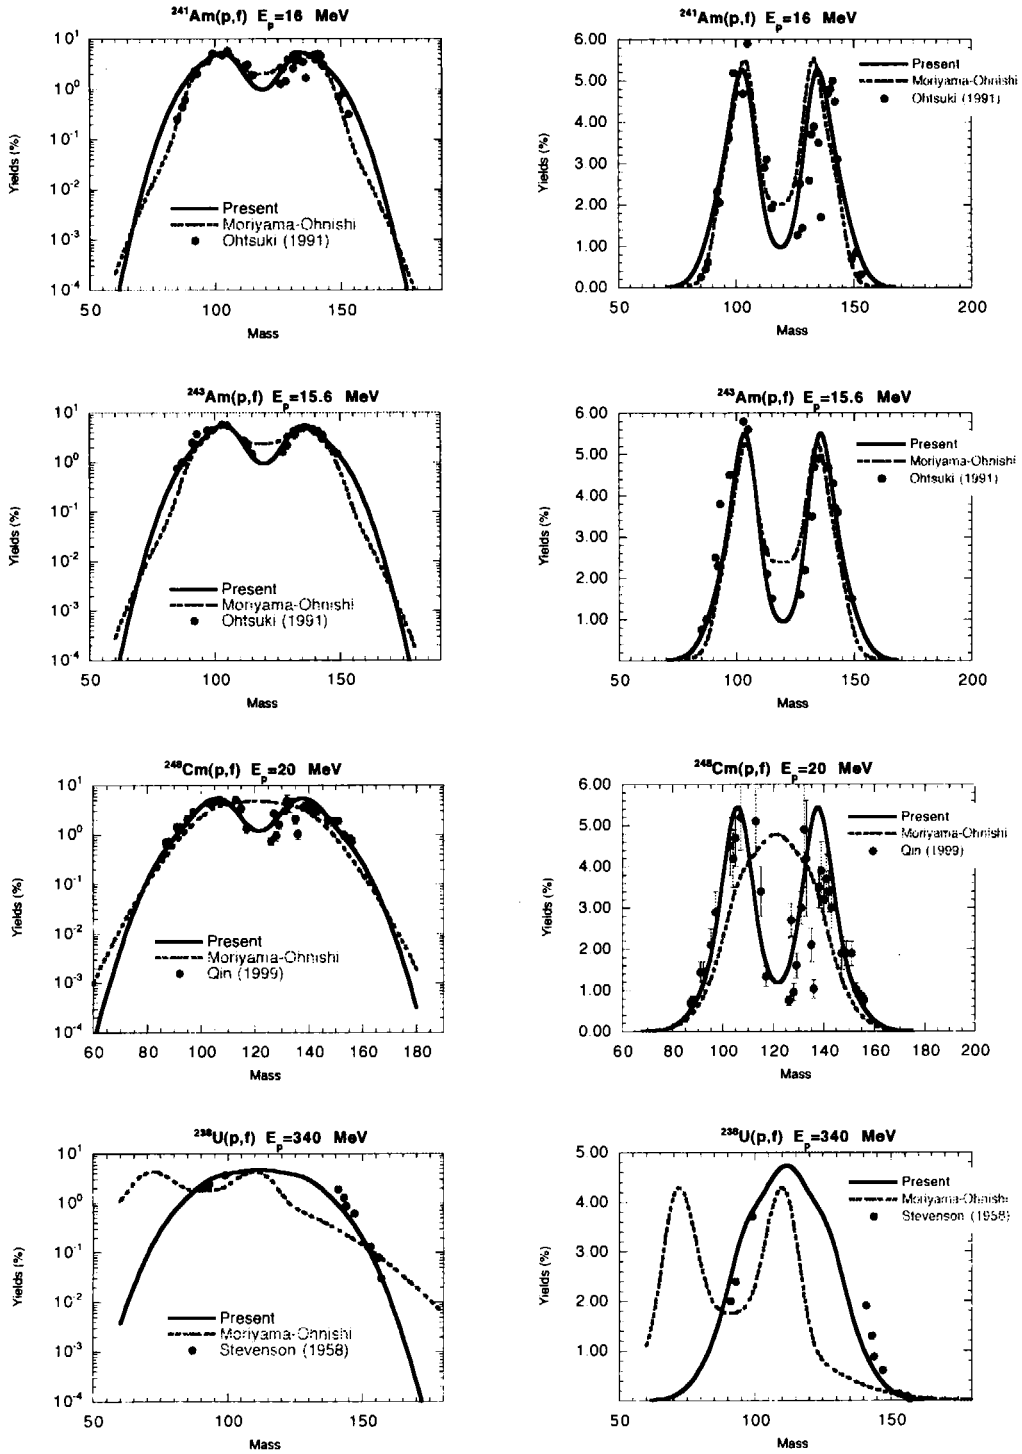 ²⁴¹Am(p,f) Eₚ=16 MeV
10¹
10⁰
10⁻¹
10⁻²
10⁻³
10⁻⁴
Yields (%)
Present
Moriyama-Ohnishi
Ohtsuki (1991)
50 100 150
Mass
²⁴¹Am(p,f) Eₚ=16 MeV
6.00
5.00
4.00
3.00
2.00
1.00
0.00
Yields (%)
Present
Moriyama-Ohnishi
Ohtsuki (1991)
50 100 150 200
Mass
²⁴³Am(p,f) Eₚ=15.6 MeV
10¹
10⁰
10⁻¹
10⁻²
10⁻³
10⁻⁴
Yields (%)
Present
Moriyama-Ohnishi
Ohtsuki (1991)
50 100 150
Mass
²⁴³Am(p,f) Eₚ=15.6 MeV
6.00
5.00
4.00
3.00
2.00
1.00
Yields (%)
Present
Moriyama-Ohnishi
Ohtsuki (1991)
50 100 150 200
Mass
²⁴⁸Cm(p,f) Eₚ=20 MeV
10¹
10⁰
10⁻¹
10⁻²
10⁻³
10⁻⁴
Yields (%)
Present
Moriyama-Ohnishi
Qin (1999)
60 80 100 120 140 160 180
Mass
²⁴⁸Cm(p,f) Eₚ=20 MeV
6.00
5.00
4.00
3.00
2.00
1.00
0.00
Yields (%)
Present
Moriyama-Ohnishi
Qin (1999)
60 80 100 120 140 160 180 200
Mass
²³⁸U(p,f) Eₚ=340 MeV
10¹
10⁰
10⁻¹
10⁻²
10⁻³
10⁻⁴
Yields (%)
Present
Moriyama-Ohnishi
Stevenson (1958)
50 100 150
Mass
²³⁸U(p,f) Eₚ=340 MeV
5.00
4.00
3.00
2.00
1.00
Yields (%)
Present
Moriyama-Ohnishi
Stevenson (1958)
50 100 150
Mass